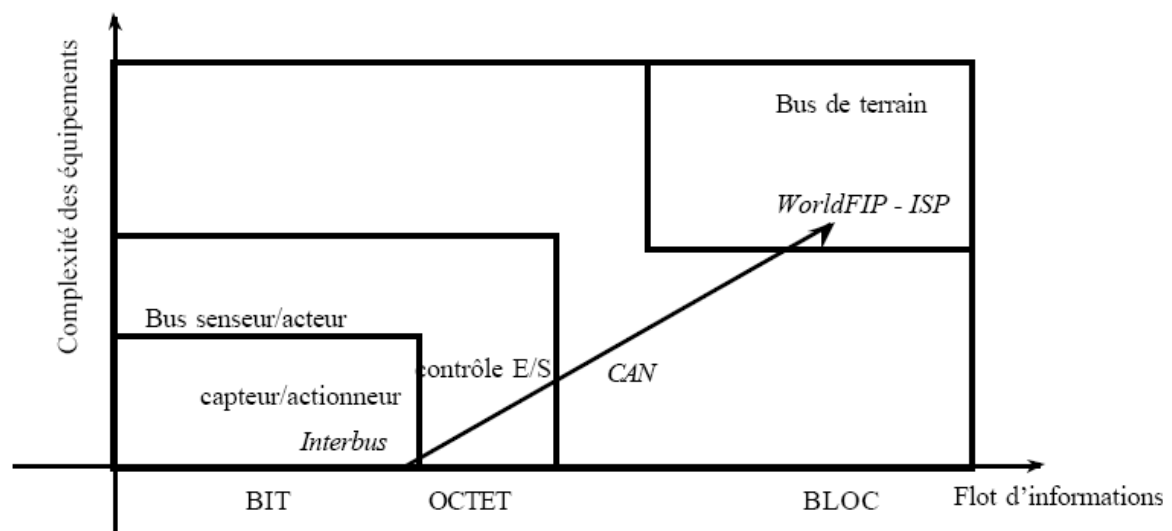 Complexité des équipements
Bus de terrain
WorldFIP - ISP
Bus senseur/acteur
contrôle E/S
CAN
capteur/actionneur
Interbus
BIT
OCTET
BLOC
Flot d'informations